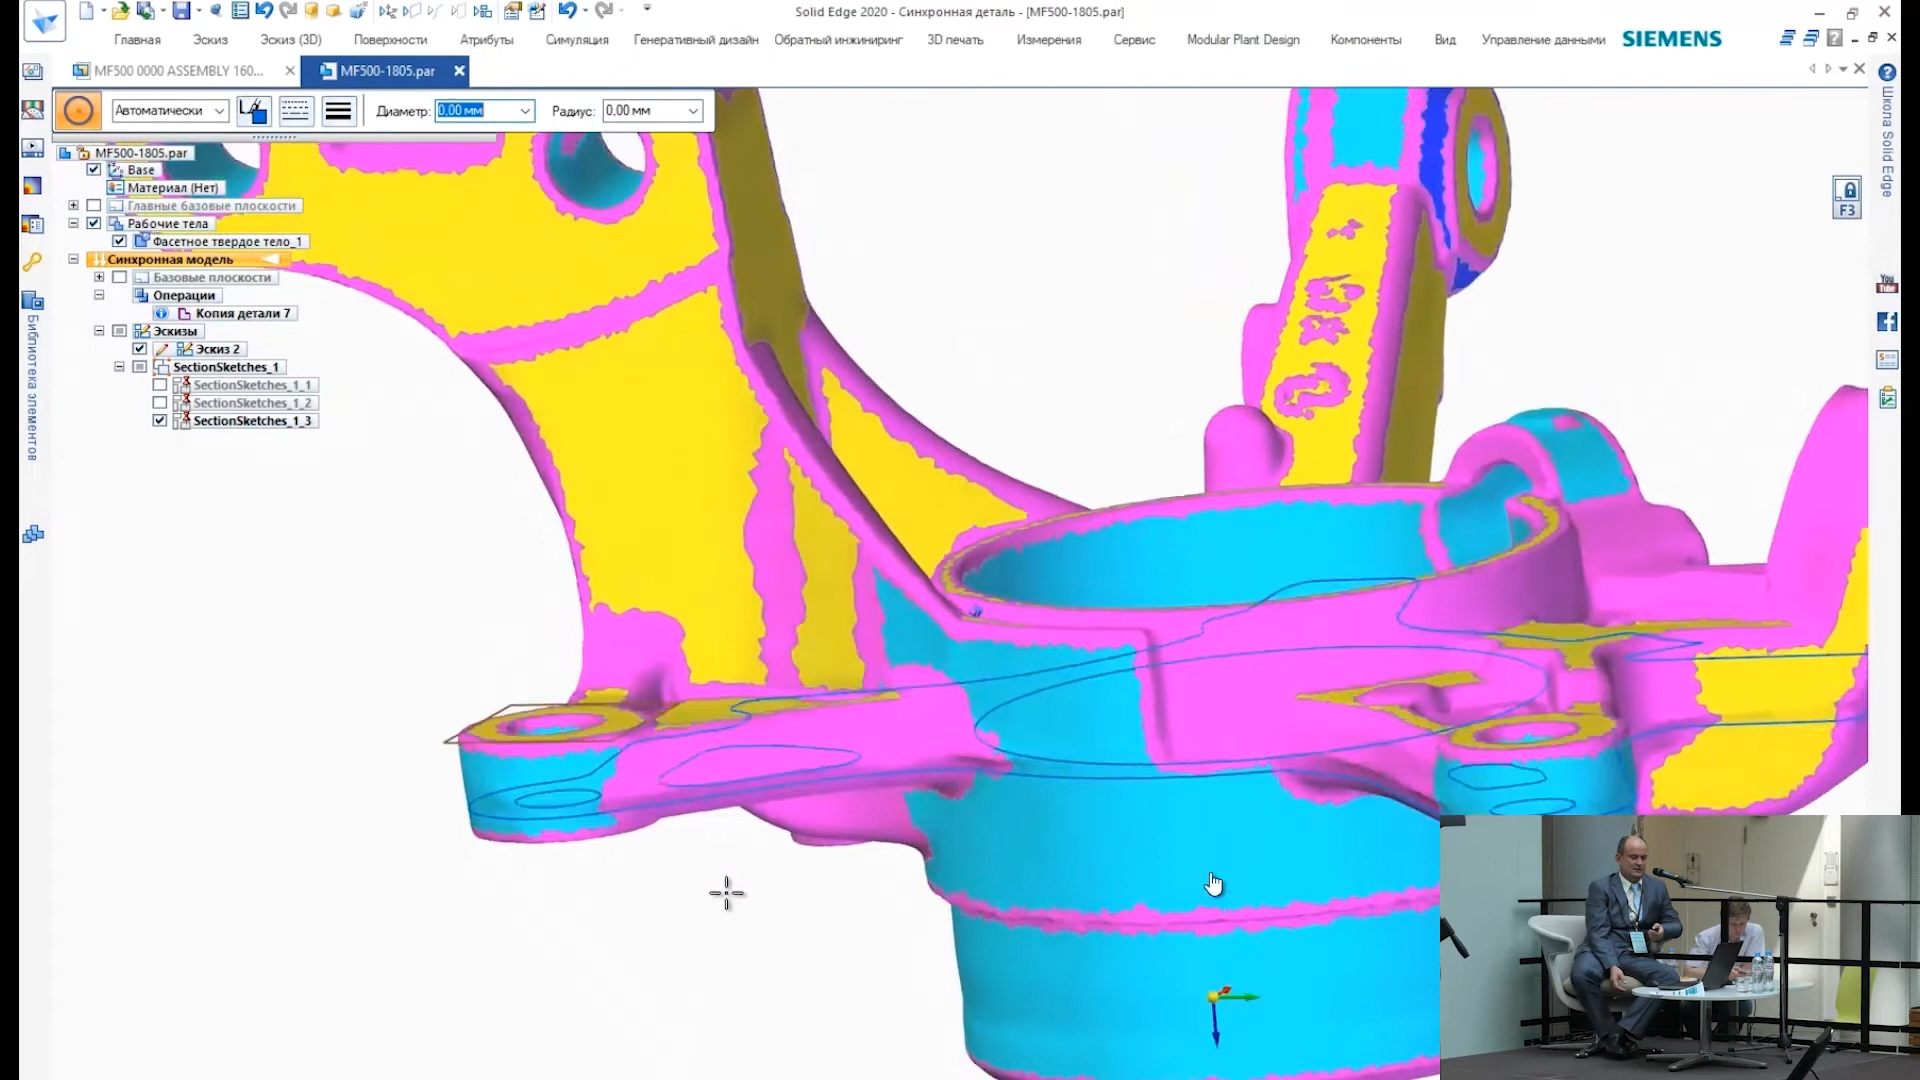 Solid Edge 2020 - Синхронная деталь - [MF500-1805.par]
Главная Эскиз Эскиз (3D) Поверхности Атрибуты Симуляция Генеративный дизайн Обратный инжиниринг 3D печать Измерения Сервис Modular Plant Design Компоненты Вид Управление данными SIEMENS
MF500 0000 ASSEMBLY 160... MF500-1805.par
Автоматически Диаметр: 0,00 мм Радиус: 0,00 мм
MF500-1805.par
Base
Материал (Нет)
Главные базовые плоскости
Рабочие тела
Фасетное твердое тело_1
Синхронная модель
Базовые плоскости
Операции
Копия детали 7
Эскизы
Эскиз 2
SectionSketches_1
SectionSketches_1_1
SectionSketches_1_2
SectionSketches_1_3
Библиотека элементов
Школа Solid Edge
F3
You
Tube